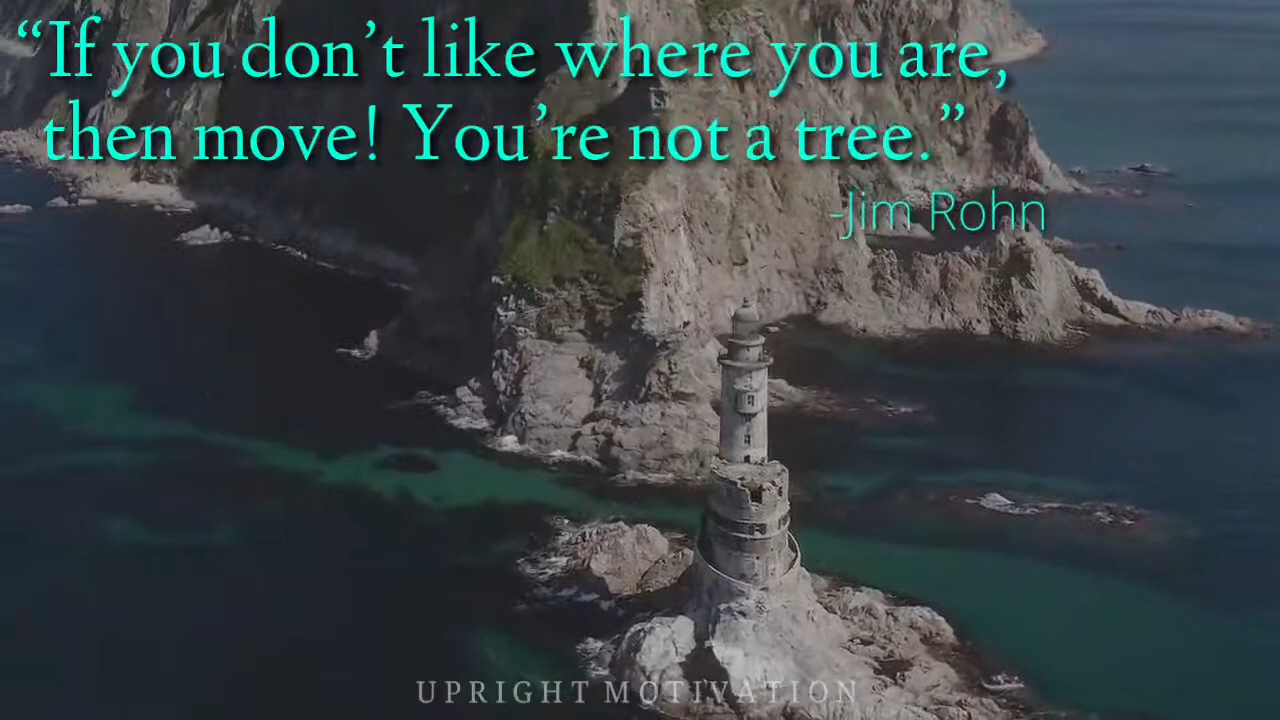 “If you don’t like where you are,
then move! You’re not a tree.”
-Jim Rohn
UPRIGHT MOTIVATION